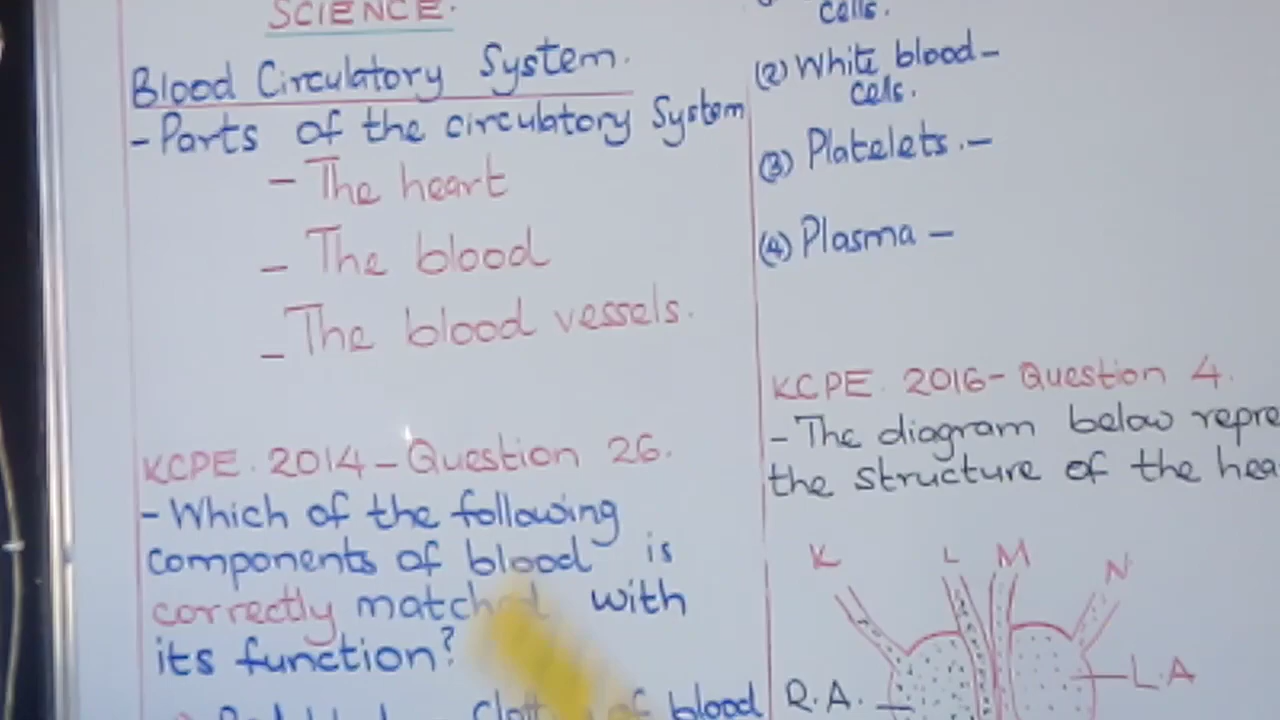 SCIENCE.
Blood Circulatory System.
- Parts of the circulatory System
- The heart
- The blood
- The blood vessels.
KCPE. 2014 - Question 26.
- Which of the following
components of blood is
correctly matched with
its function?
of blood
cells.
(2) White blood -
cells.
(3) Platelets. -
(4) Plasma -
KCPE. 2016 - Question 4.
- The diagram below repre
the structure of the hea
K L M N
L.A
R.A.